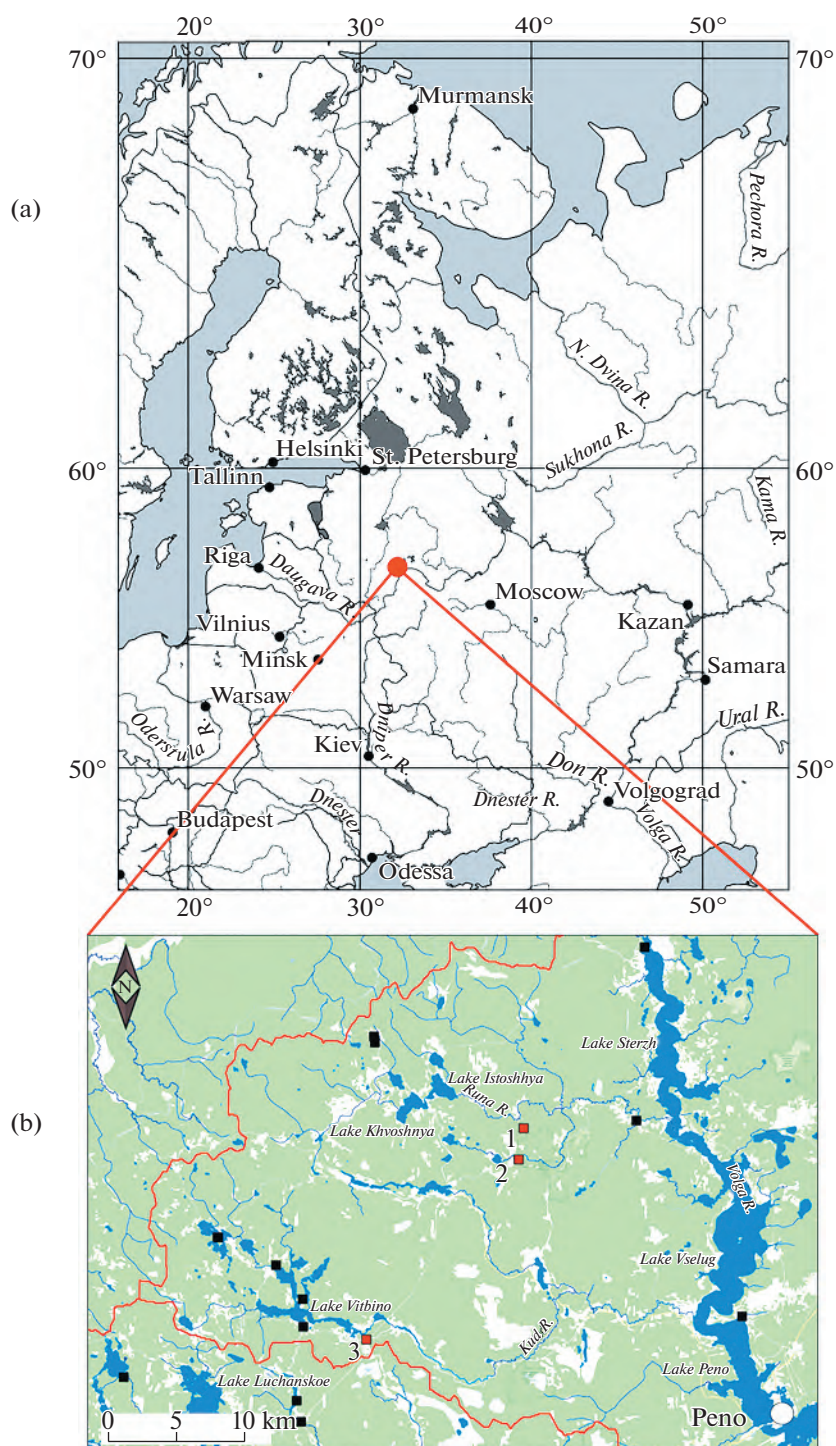 20° 30° 40° 50°
70° 70°
Murmansk
(a)
Pechora R.
N. Dvina R.
Helsinki
St. Petersburg
Sukhona R.
60° 60°
Tallinn
Kama R.
Riga
Daugava R.
Moscow
Vilnius
Kazan
Minsk
Samara
Warsaw
Ural R.
Odersrula R.
Dniper R.
Kiev
50° 50°
Don R.
Dnester
Dnester R.
Volgograd
Budapest
Volga R.
Odessa
20° 30° 40° 50°
N
Lake Sterzh
Lake Istoshhya
Runa R.
(b)
Lake Khvoshnya
1
2
Volga R.
Lake Vselug
Lake Vitbino
Kud R.
3
Lake Peno
Lake Luchanskoe
Peno
0 5 10 km